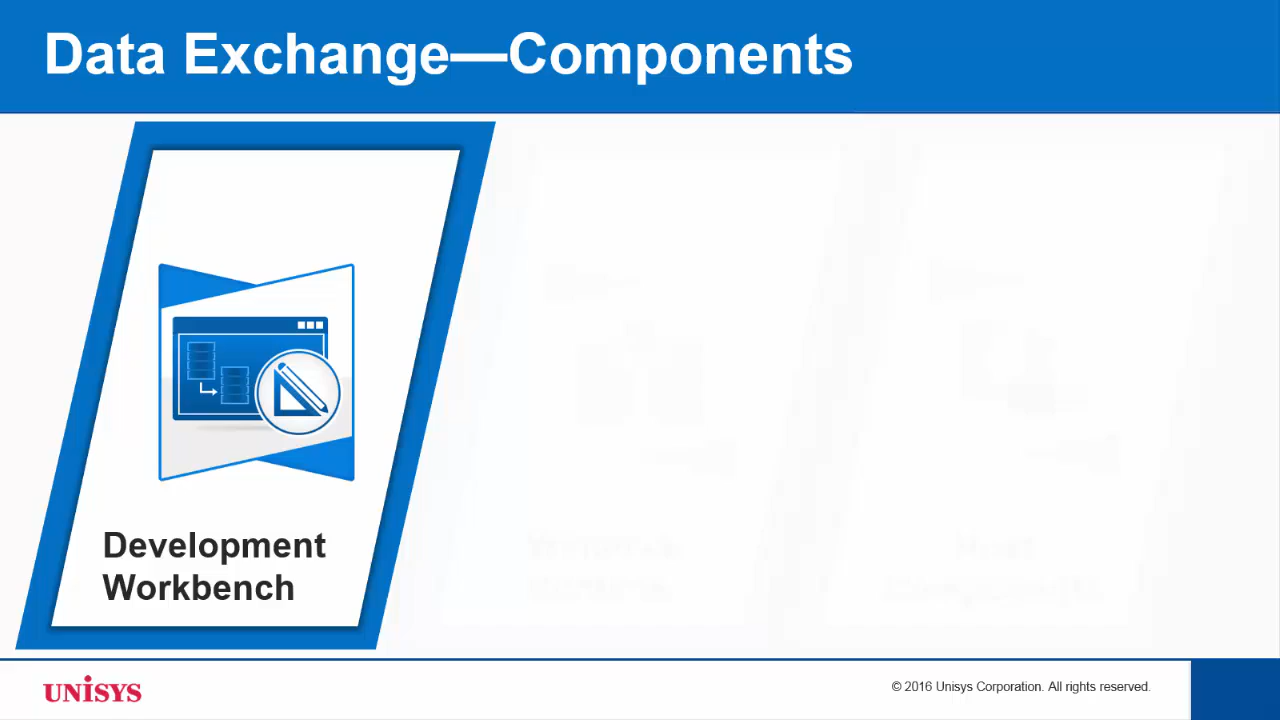 Data Exchange—Components
Development
Workbench
UNISYS
© 2016 Unisys Corporation. All rights reserved.